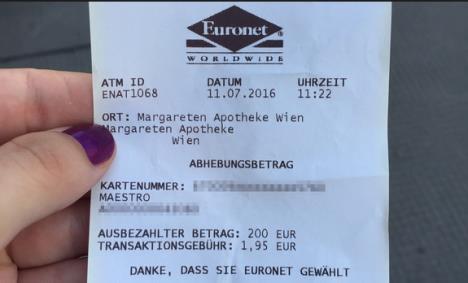 Euronet
WORLDWIDE
ATM ID DATUM UHRZEIT
ENAT1068 11.07.2016 11:22
ORT: Margareten Apotheke Wien
Margareten Apotheke
Wien
ABHEBUNGSBETRAG
KARTENNUMMER:
MAESTRO
AUSBEZAHLTER BETRAG: 200 EUR
TRANSAKTIONSGEBÜHR: 1,95 EUR
DANKE, DASS SIE EURONET GEWÄHLT